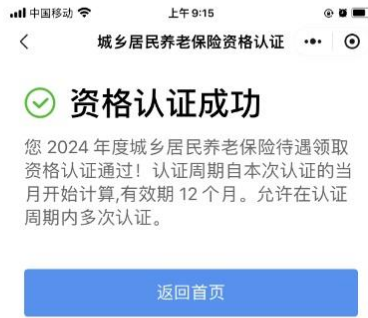 中国移动 上午9:15
城乡居民养老保险资格认证
资格认证成功
您 2024 年度城乡居民养老保险待遇领取
资格认证通过！认证周期自本次认证的当
月开始计算,有效期 12 个月。允许在认证
周期内多次认证。
返回首页